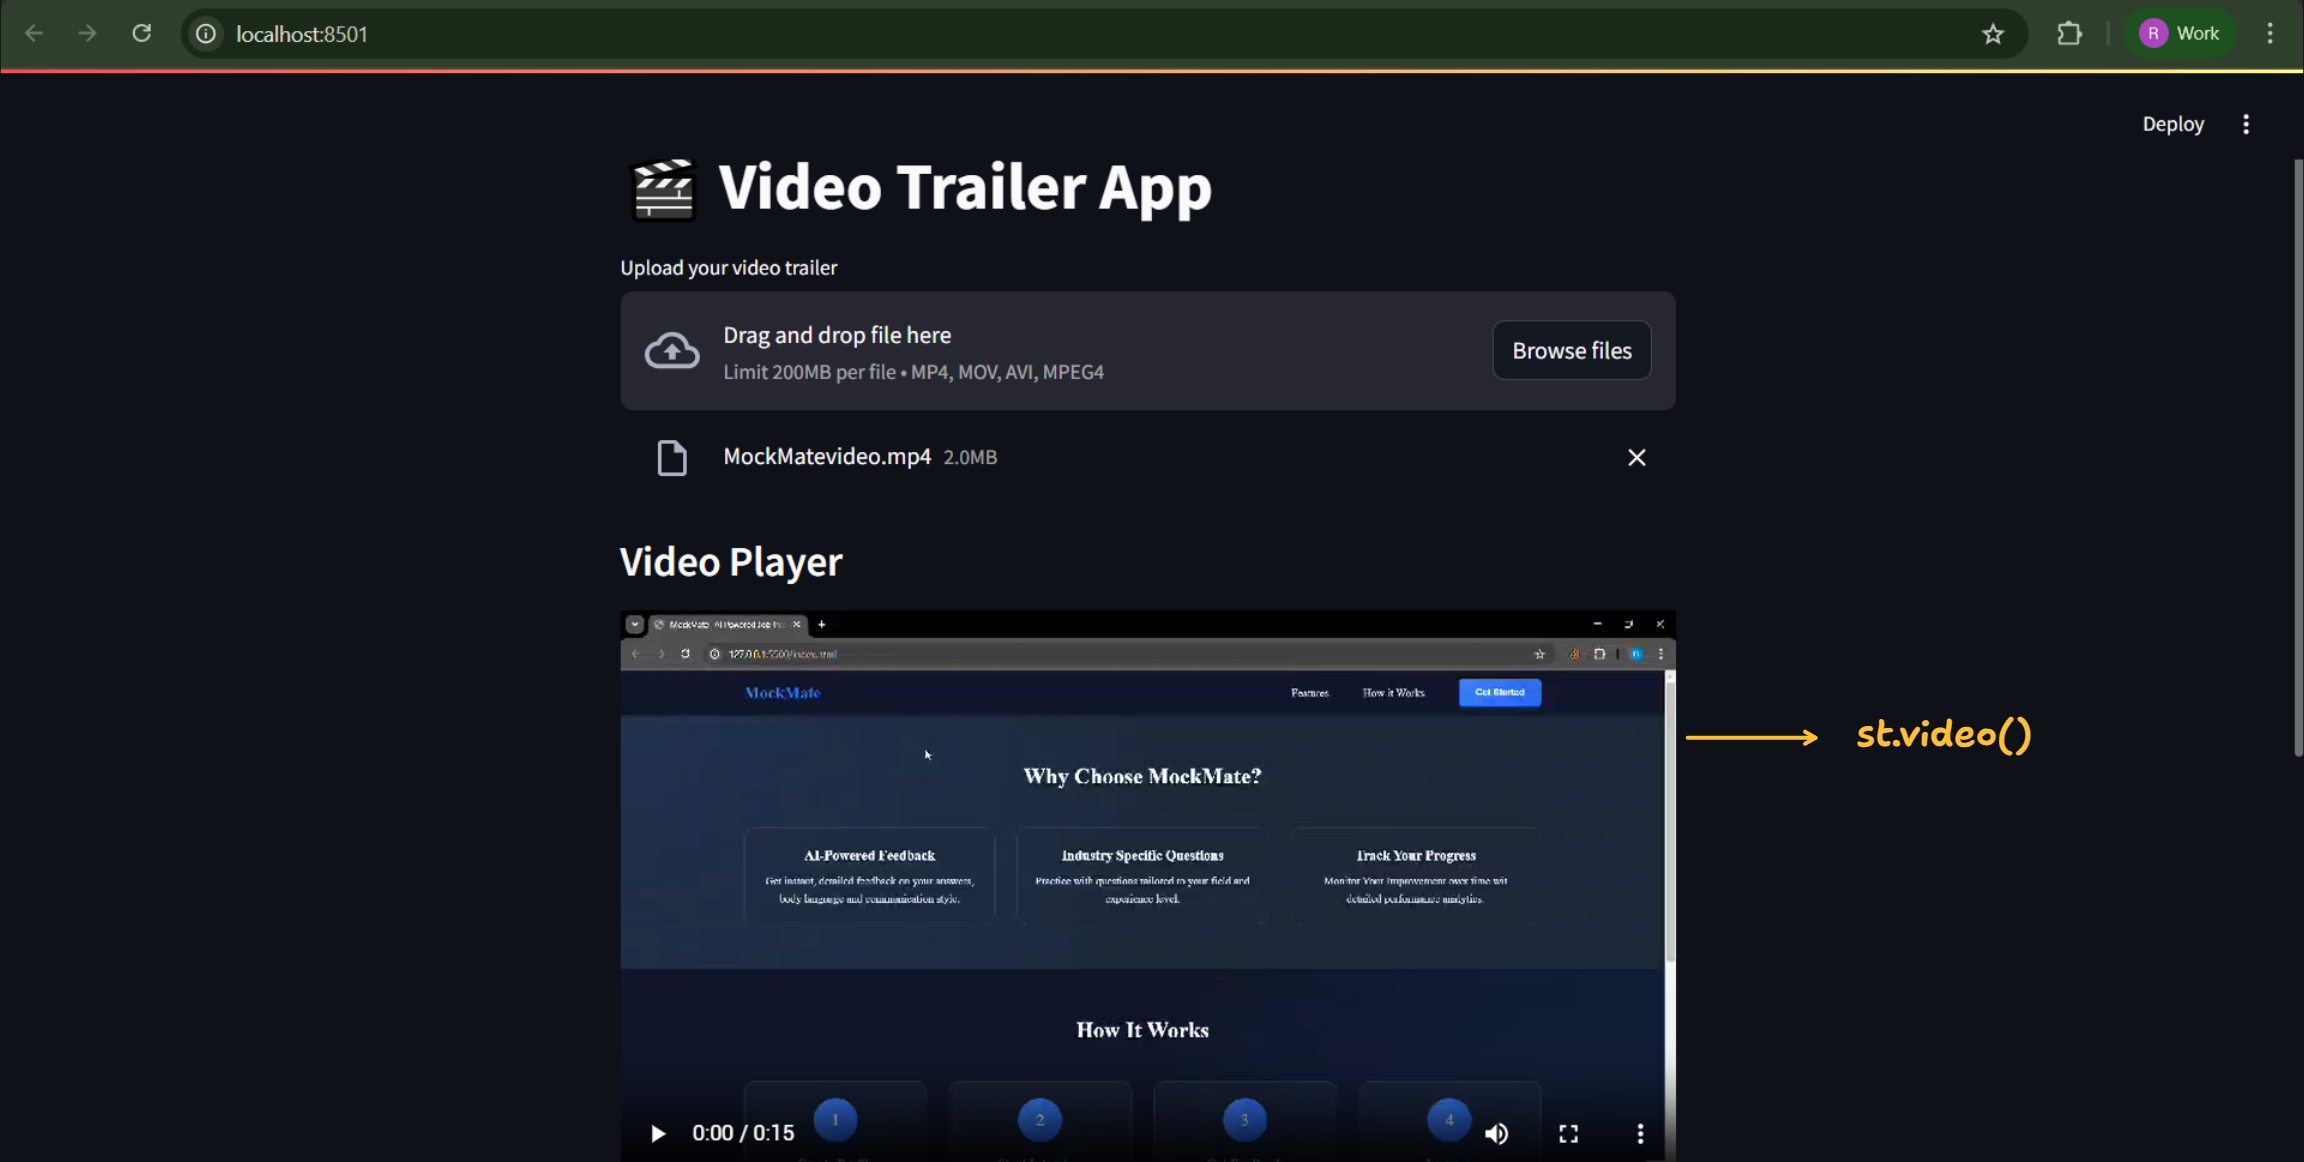 localhost:8501
R Work
Deploy
Video Trailer App
Upload your video trailer
Drag and drop file here
Limit 200MB per file • MP4, MOV, AVI, MPEG4
Browse files
MockMatevideo.mp4 2.0MB
Video Player
127.0.0.1:5500/index.html
MockMate
Features How it Works Get Started
st.video()
Why Choose MockMate?
AI-Powered Feedback
Get instant, detailed feedback on your answers,
body language and communication style.
Industry Specific Questions
Practice with questions tailored to your field and
experience level.
Track Your Progress
Monitor Your Improvement over time wit
detailed performance analytics.
How It Works
1 2 3 4
0:00 / 0:15